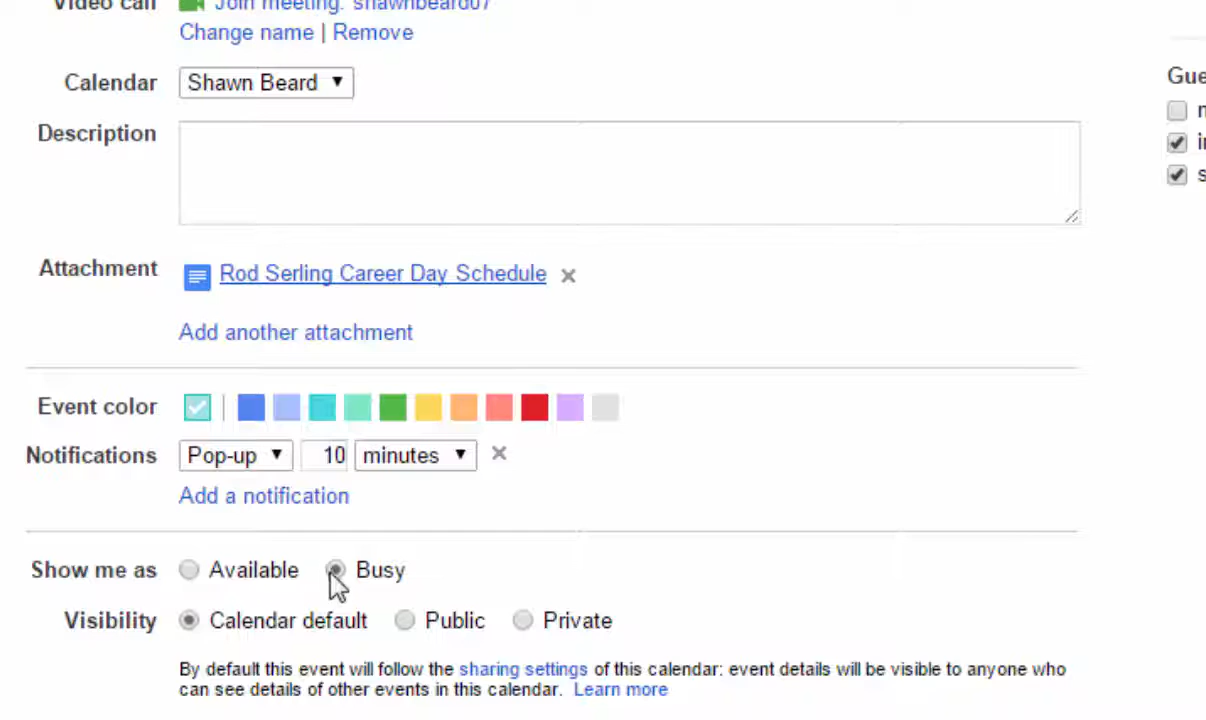 Video call Join meeting: shawnbeard07
Change name | Remove
Calendar Shawn Beard
Gue
Description
Attachment Rod Serling Career Day Schedule
Add another attachment
Event color
Notifications Pop-up 10 minutes
Add a notification
Show me as Available Busy
Visibility Calendar default Public Private
By default this event will follow the sharing settings of this calendar: event details will be visible to anyone who
can see details of other events in this calendar. Learn more